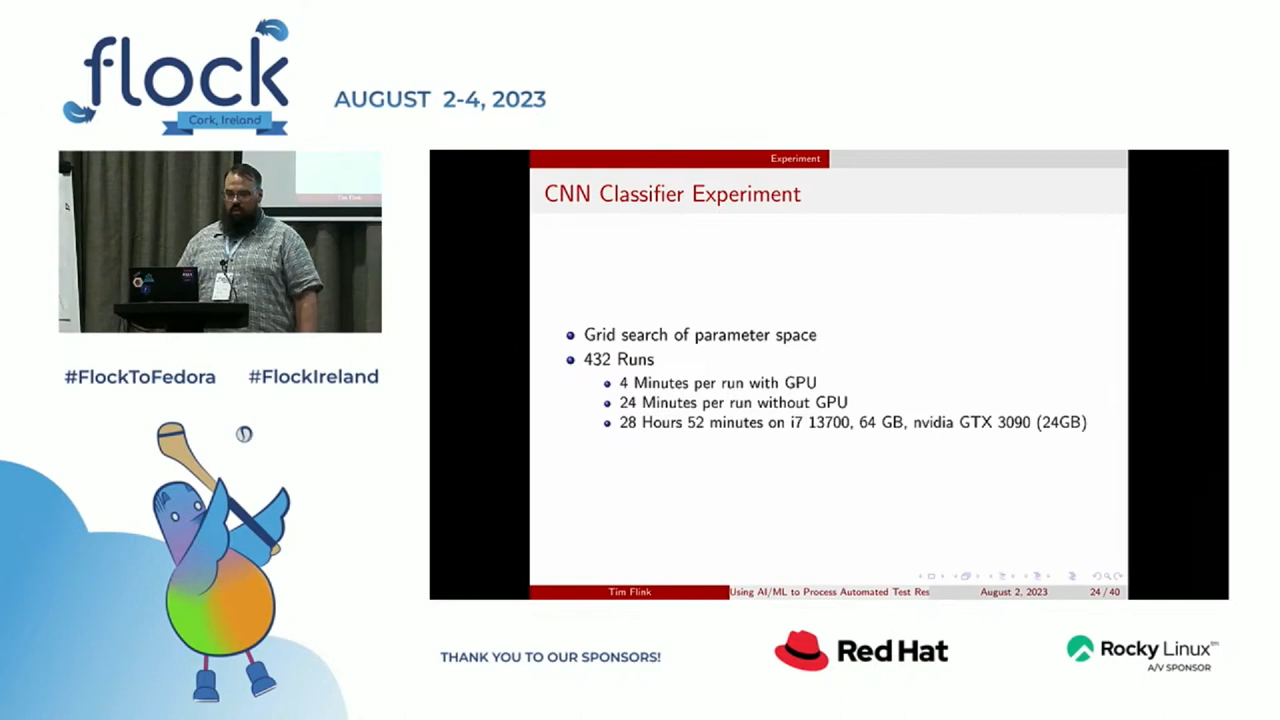 flock
Cork, Ireland
AUGUST 2-4, 2023
Tim Flink
#FlockToFedora #FlockIreland
Experiment
CNN Classifier Experiment
Grid search of parameter space
432 Runs
4 Minutes per run with GPU
24 Minutes per run without GPU
28 Hours 52 minutes on i7 13700, 64 GB, nvidia GTX 3090 (24GB)
Tim Flink Using AI/ML to Process Automated Test Res August 2, 2023 24 / 40
THANK YOU TO OUR SPONSORS!
Red Hat
Rocky Linux™
A/V SPONSOR